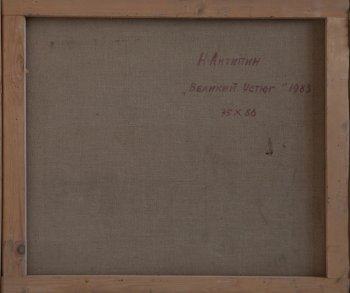 Н Антипин
„Великий Устюг" 1983
75×86